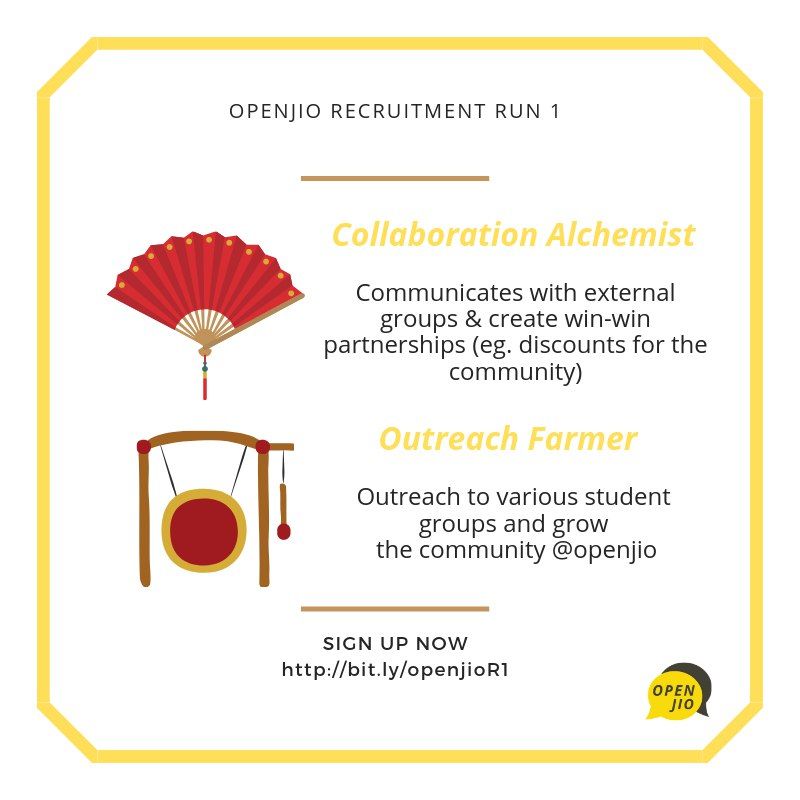 OPENJIO RECRUITMENT RUN 1
Collaboration Alchemist
Communicates with external
groups & create win-win
partnerships (eg. discounts for the
community)
Outreach Farmer
Outreach to various student
groups and grow
the community @openjio
SIGN UP NOW
http://bit.ly/openjioR1
OPEN
JIO